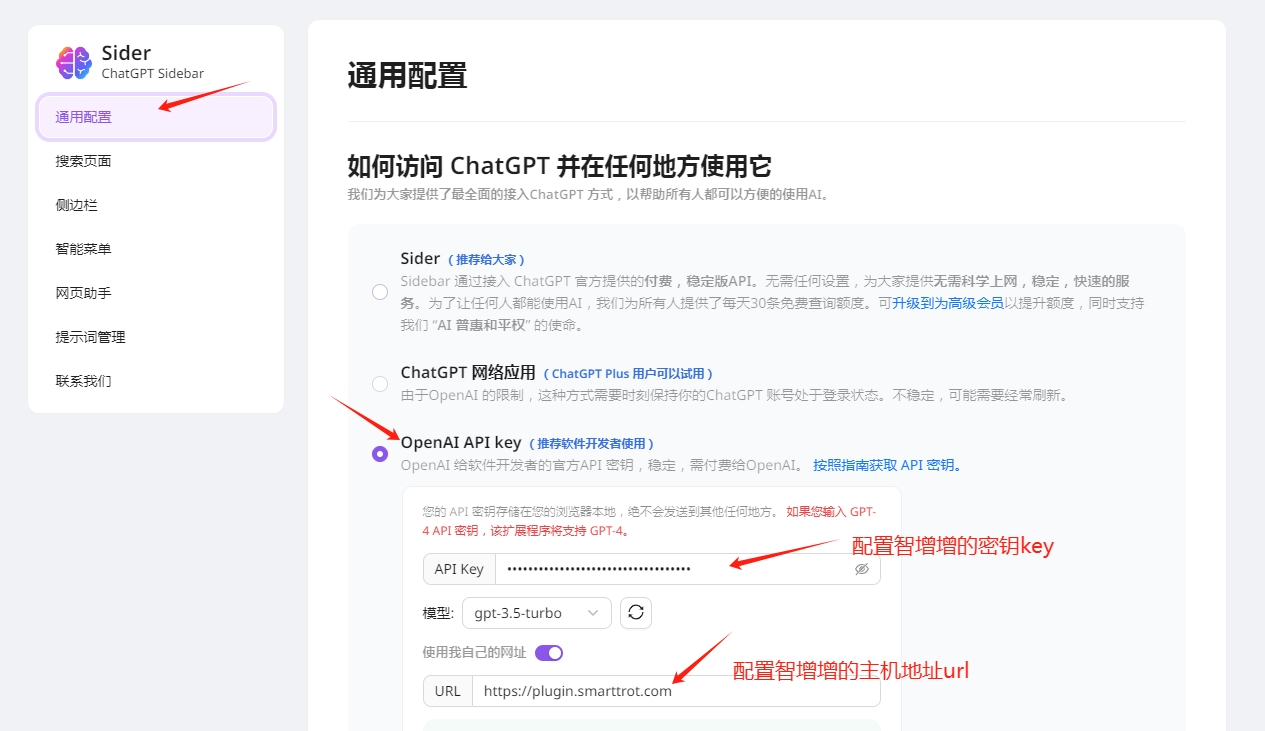 Sider
ChatGPT Sidebar
通用配置
搜索页面
侧边栏
智能菜单
网页助手
提示词管理
联系我们
通用配置
如何访问 ChatGPT 并在任何地方使用它
我们为大家提供了最全面的接入ChatGPT 方式，以帮助所有人都可以方便的使用AI。
Sider（推荐给大家）
Sidebar 通过接入 ChatGPT 官方提供的付费，稳定版API。无需任何设置，为大家提供无需科学上网，稳定，快速的服
务。为了让任何人都能使用AI，我们为所有人提供了每天30条免费查询额度。可升级到为高级会员以提升额度，同时支持
我们 “AI 普惠和平权” 的使命。
ChatGPT 网络应用（ChatGPT Plus 用户可以试用）
由于OpenAI 的限制，这种方式需要时刻保持你的ChatGPT 账号处于登录状态。不稳定，可能需要经常刷新。
OpenAI API key（推荐软件开发者使用）
OpenAI 给软件开发者的官方API 密钥，稳定，需付费给OpenAI。 按照指南获取 API 密钥。
您的 API 密钥存储在您的浏览器本地，绝不会发送到其他任何地方。 如果您输入 GPT-
4 API 密钥，该扩展程序将支持 GPT-4。
配置智增增的密钥key
API Key ••••••••••••••••••••••••••••••••••
模型: gpt-3.5-turbo
使用我自己的网址
配置智增增的主机地址url
URL https://plugin.smarttrot.com